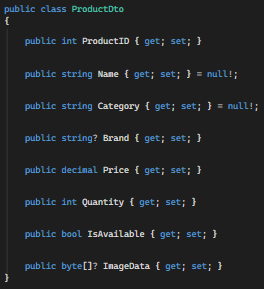 public class ProductDto
{
public int ProductID { get; set; }
public string Name { get; set; } = null!;
public string Category { get; set; } = null!;
public string? Brand { get; set; }
public decimal Price { get; set; }
public int Quantity { get; set; }
public bool IsAvailable { get; set; }
public byte[]? ImageData { get; set; }
}